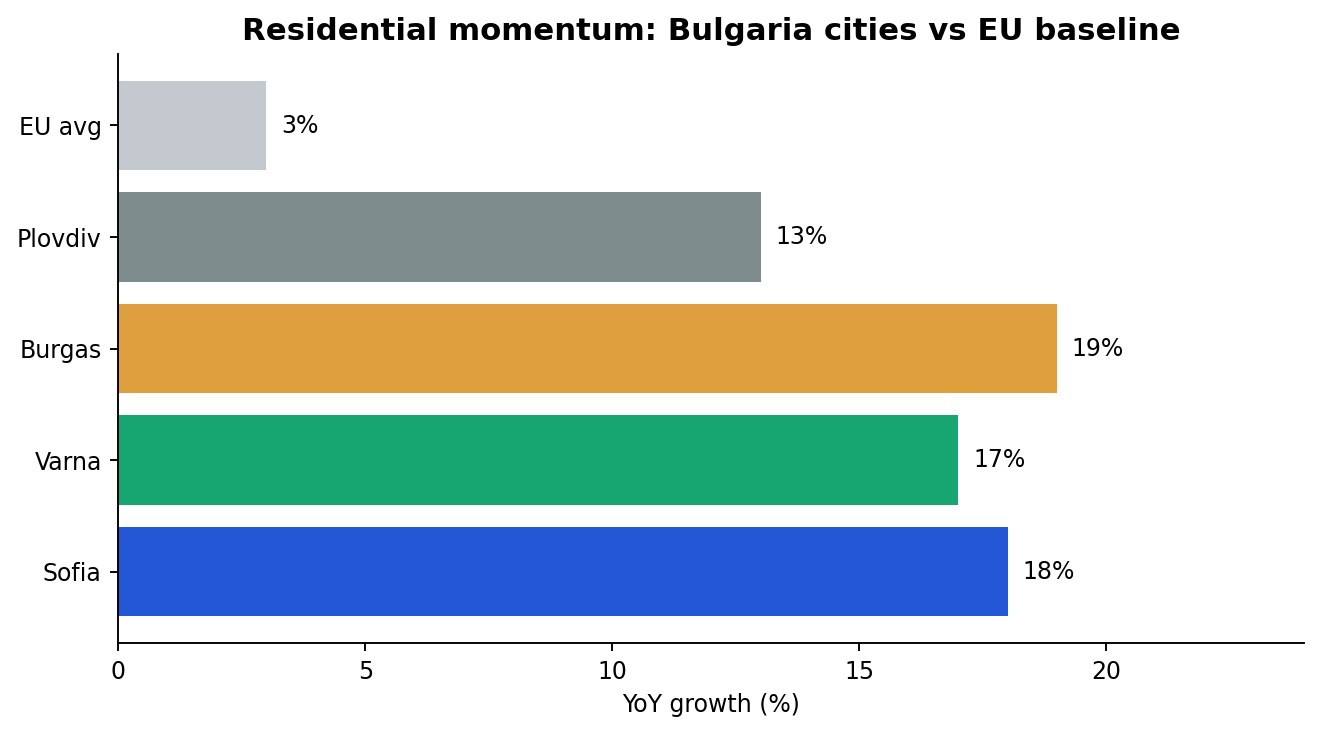 Residential momentum: Bulgaria cities vs EU baseline
EU avg
3%
Plovdiv
13%
Burgas
19%
Varna
17%
Sofia
18%
0
5
10
15
20
YoY growth (%)